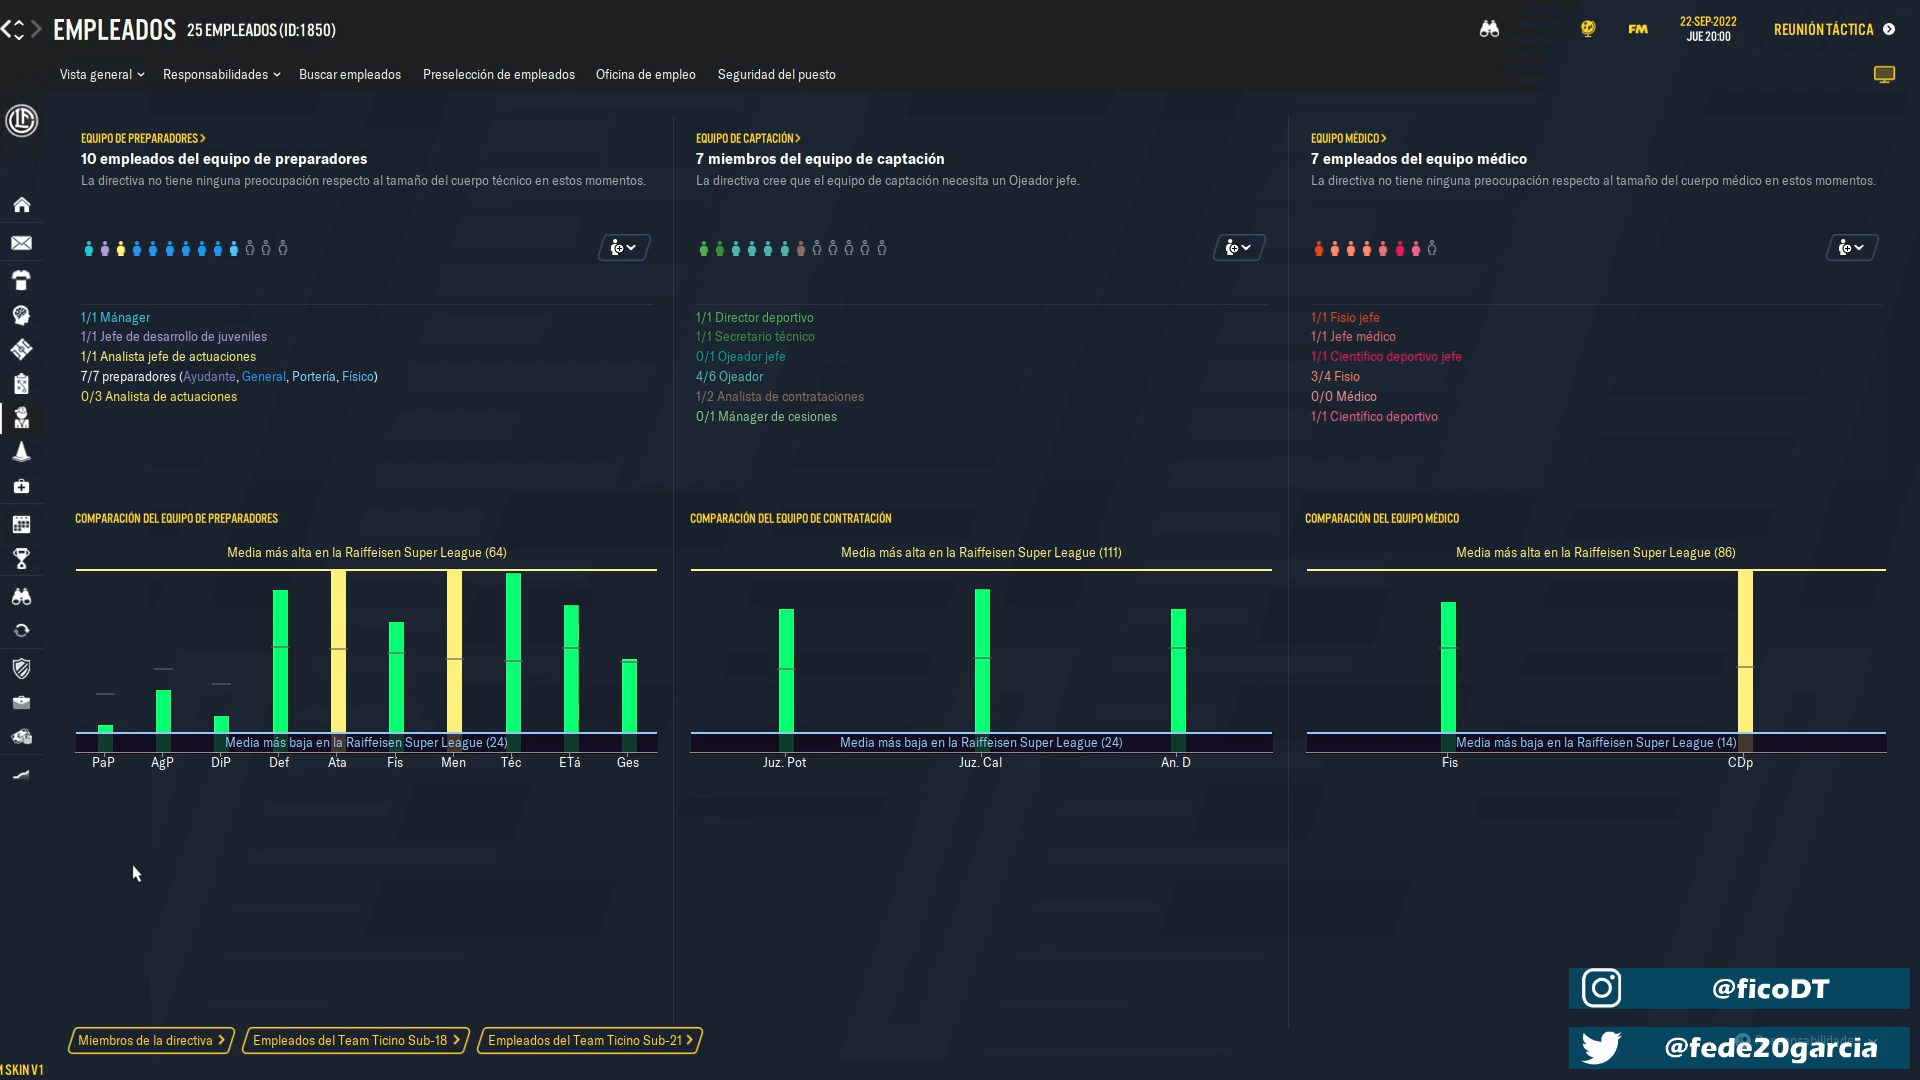 EMPLEADOS
25 EMPLEADOS (ID:1850)
FM
22-SEP-2022
JUE 20:00
REUNIÓN TÁCTICA
Vista general
Responsabilidades
Buscar empleados
Preselección de empleados
Oficina de empleo
Seguridad del puesto
EQUIPO DE PREPARADORES
10 empleados del equipo de preparadores
La directiva no tiene ninguna preocupación respecto al tamaño del cuerpo técnico en estos momentos.
1/1 Mánager
1/1 Jefe de desarrollo de juveniles
1/1 Analista jefe de actuaciones
7/7 preparadores (Ayudante, General, Portería, Físico)
0/3 Analista de actuaciones
EQUIPO DE CAPTACIÓN
7 miembros del equipo de captación
La directiva cree que el equipo de captación necesita un Ojeador jefe.
1/1 Director deportivo
1/1 Secretario técnico
0/1 Ojeador jefe
4/6 Ojeador
1/2 Analista de contrataciones
0/1 Mánager de cesiones
EQUIPO MÉDICO
7 empleados del equipo médico
La directiva no tiene ninguna preocupación respecto al tamaño del cuerpo médico en estos momentos.
1/1 Fisio jefe
1/1 Jefe médico
1/1 Científico deportivo jefe
3/4 Fisio
0/0 Médico
1/1 Científico deportivo
COMPARACIÓN DEL EQUIPO DE PREPARADORES
Media más alta en la Raiffeisen Super League (64)
Media más baja en la Raiffeisen Super League (24)
PaP AgP DiP Def Ata Fís Men Téc ETá Ges
COMPARACIÓN DEL EQUIPO DE CONTRATACIÓN
Media más alta en la Raiffeisen Super League (111)
Media más baja en la Raiffeisen Super League (24)
Juz. Pot Juz. Cal An. D
COMPARACIÓN DEL EQUIPO MÉDICO
Media más alta en la Raiffeisen Super League (86)
Media más baja en la Raiffeisen Super League (14)
Fis CDp
@ficoDT
Miembros de la directiva
Empleados del Team Ticino Sub-18
Empleados del Team Ticino Sub-21
@fede20garcia
SKIN V1